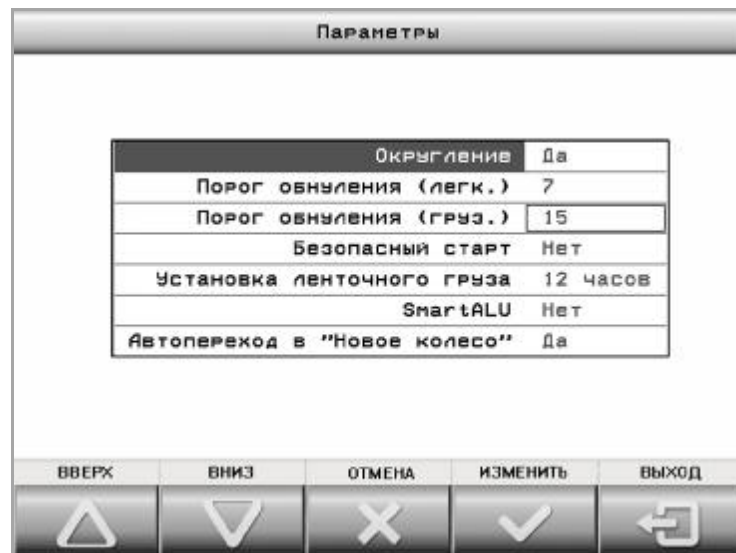 Параметры
Округление Да
Порог обнуления (легк.) 7
Порог обнуления (груз.) 15
Безопасный старт Нет
Установка ленточного груза 12 часов
SmartALU Нет
Автопереход в "Новое колесо" Да
ВВЕРХ ВНИЗ ОТМЕНА ИЗМЕНИТЬ ВЫХОД